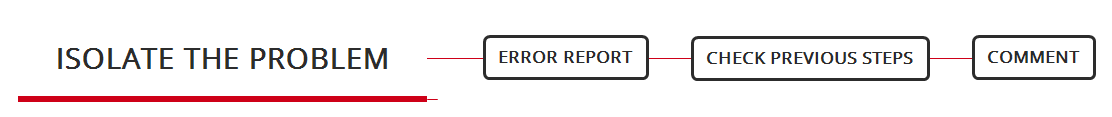 ISOLATE THE PROBLEM
ERROR REPORT
CHECK PREVIOUS STEPS
COMMENT